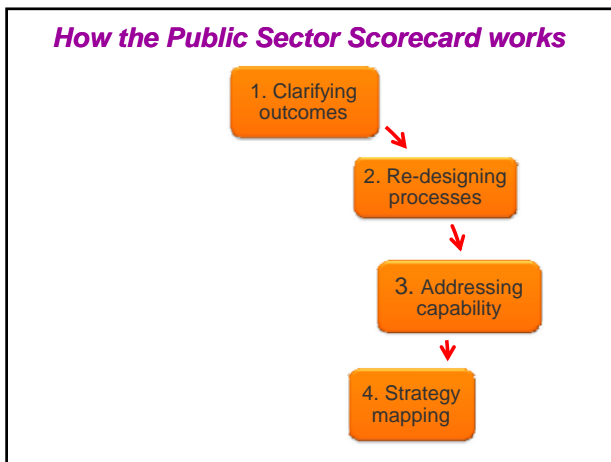 How the Public Sector Scorecard works
1. Clarifying
outcomes
2. Re-designing
processes
3. Addressing
capability
4. Strategy
mapping